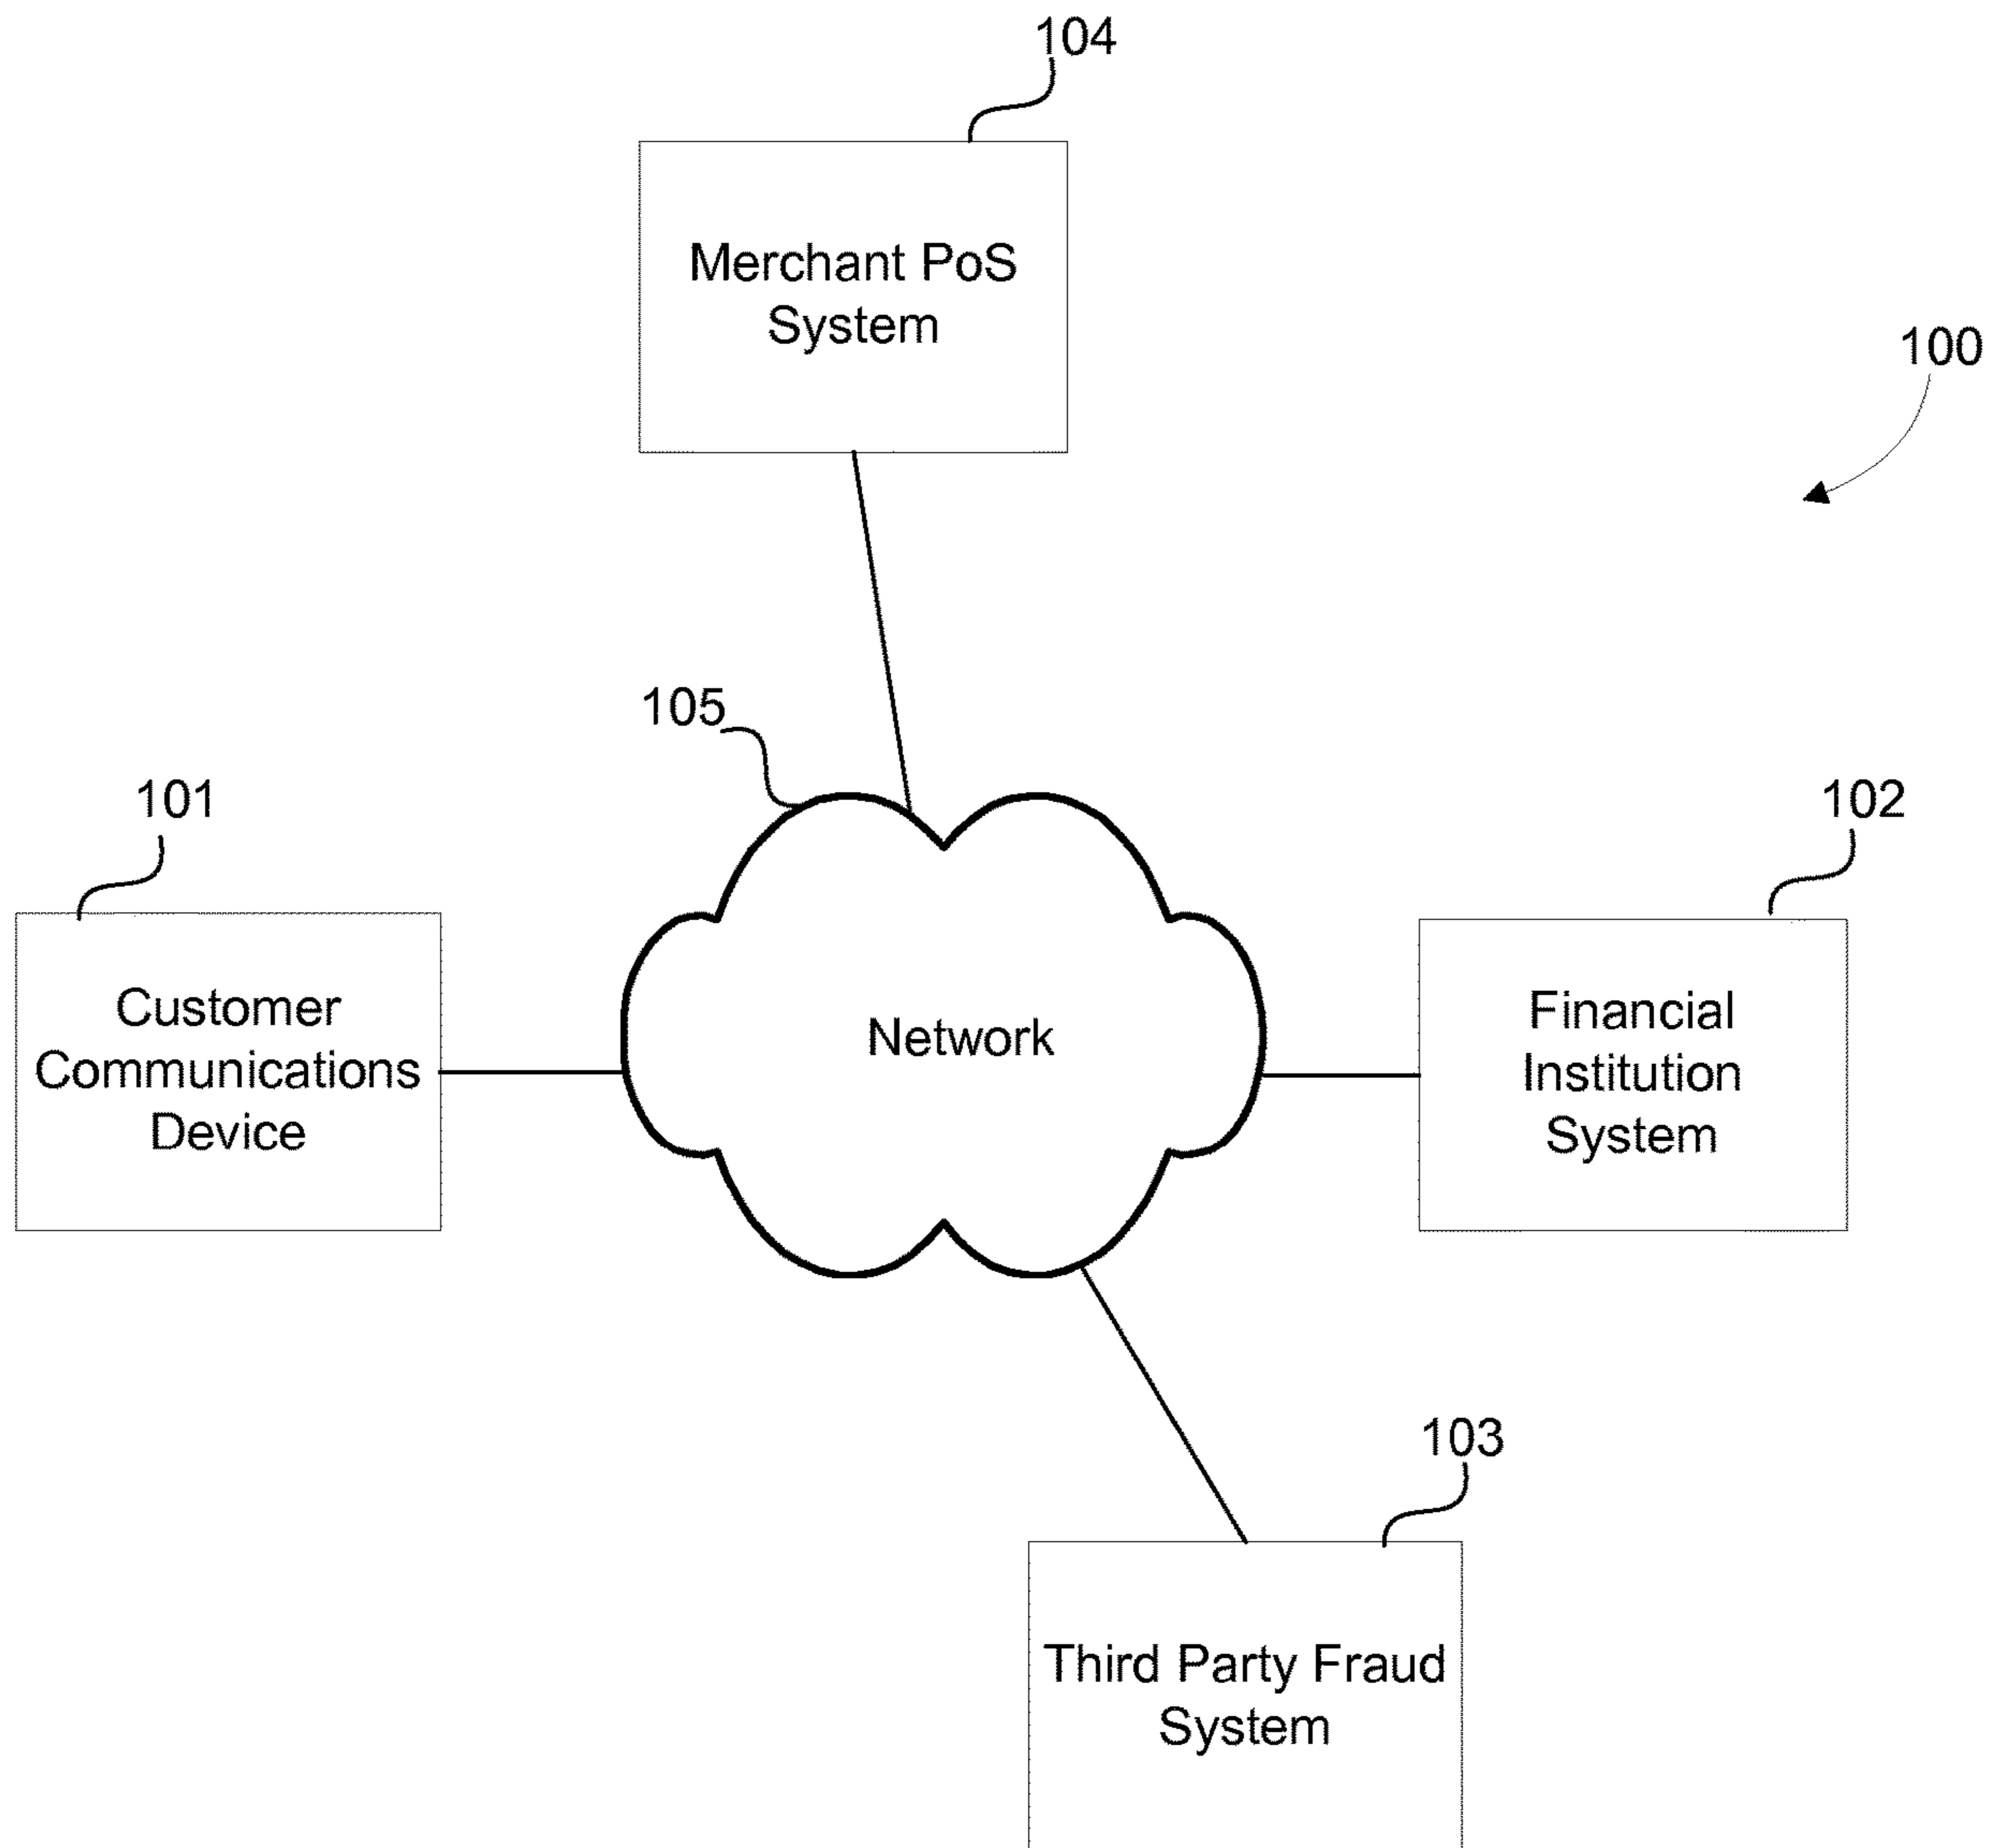 104
Merchant PoS
System
100
105
101
102
Customer
Communications
Device
Network
Financial
Institution
System
103
Third Party Fraud
System